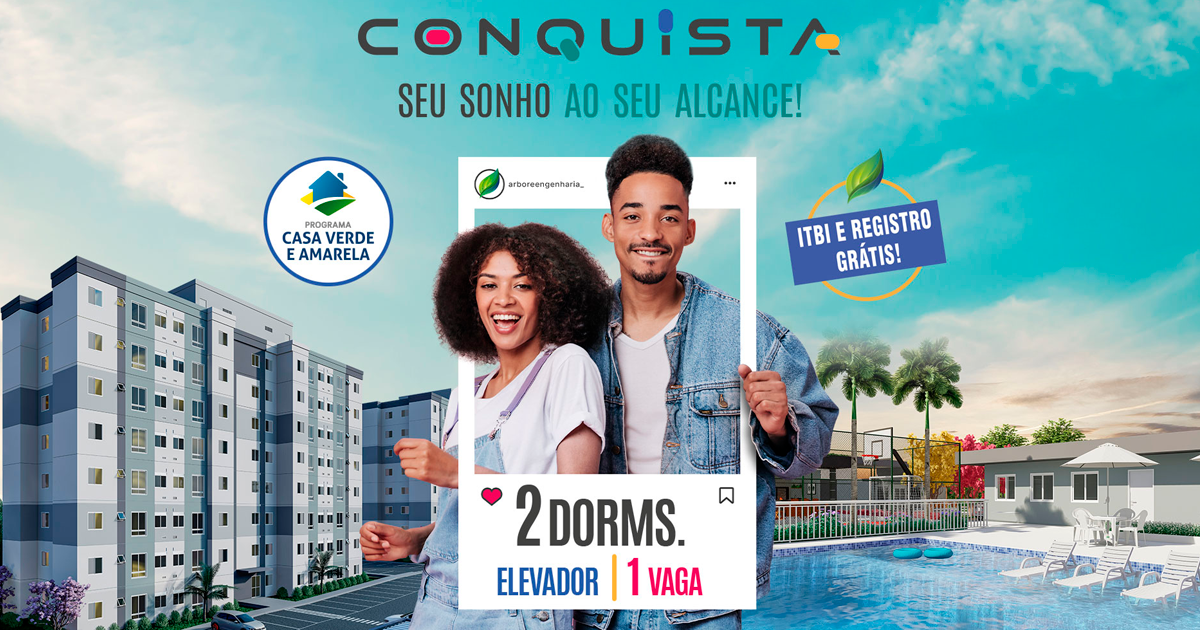 CONQUISTA
SEU SONHO AO SEU ALCANCE!
arboreengenharia_
PROGRAMA
CASA VERDE
E AMARELA
ITBI E REGISTRO
GRÁTIS!
2 DORMS.
ELEVADOR | 1 VAGA